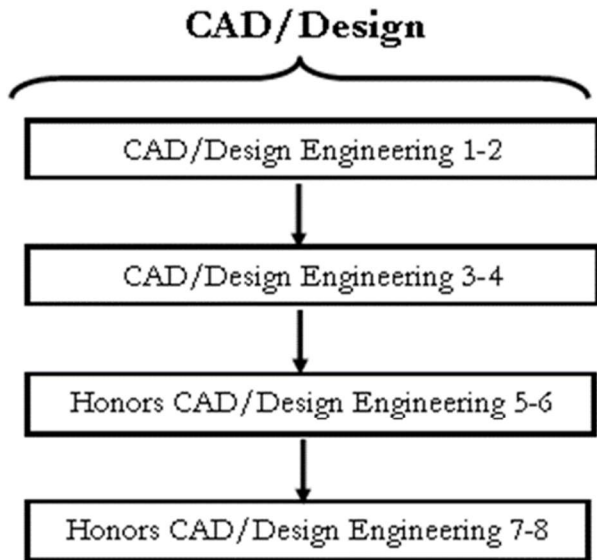 CAD/Design
CAD/Design Engineering 1-2
CAD/Design Engineering 3-4
Honors CAD/Design Engineering 5-6
Honors CAD/Design Engineering 7-8